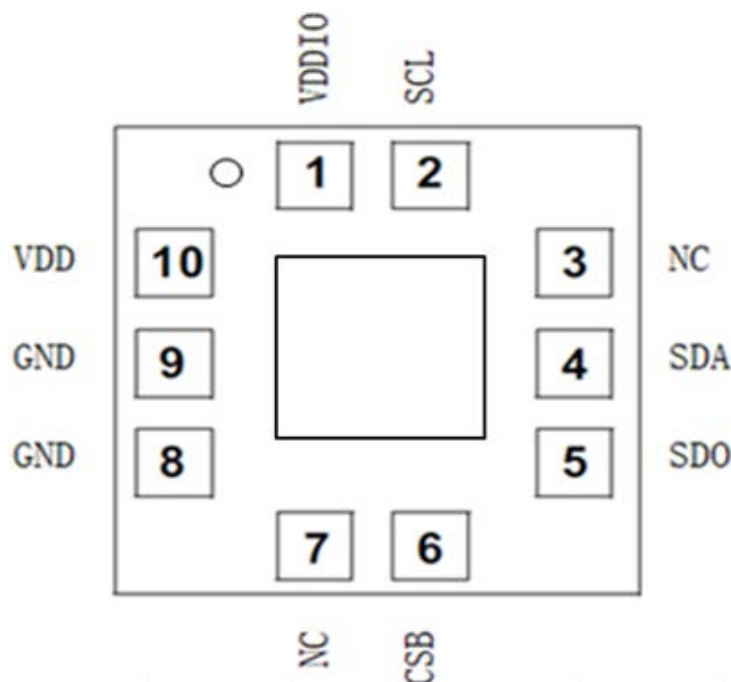 VDDIO SCL
1 2
VDD 10 3 NC
GND 9 4 SDA
GND 8 5 SDO
7 6
NC CSB